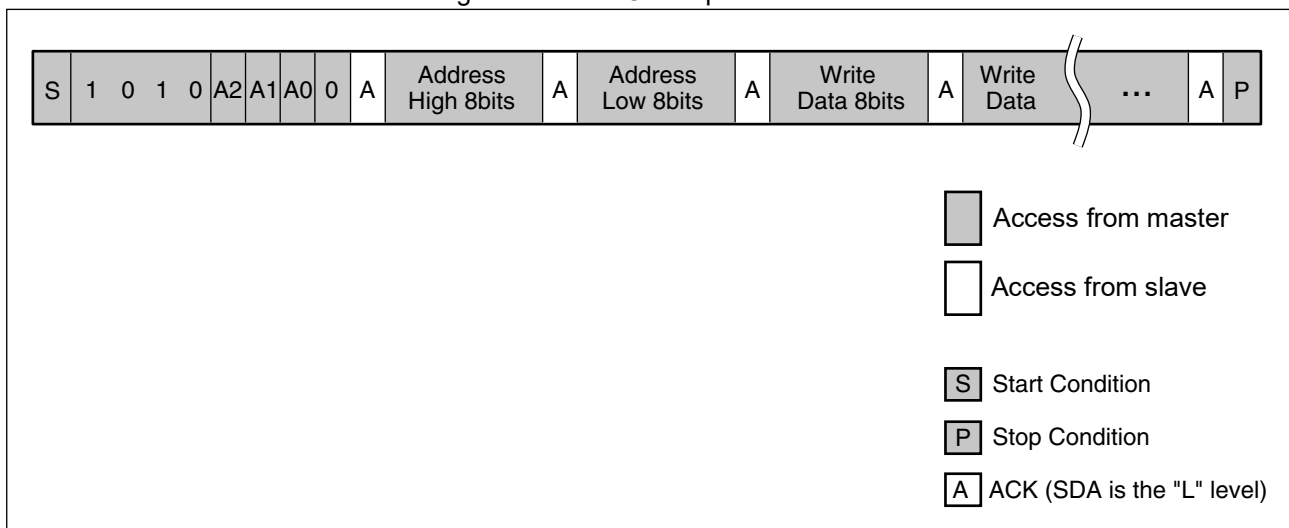 S 1 0 1 0 A2 A1 A0 0 A Address High 8bits A Address Low 8bits A Write Data 8bits A Write Data ... A P
Access from master
Access from slave
S Start Condition
P Stop Condition
A ACK (SDA is the "L" level)